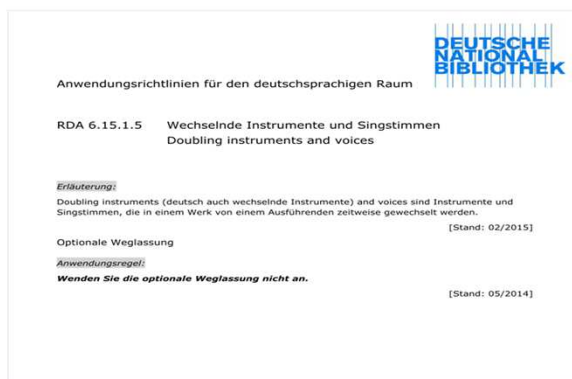 DEUTSCHE
NATIONAL
BIBLIOTHEK
Anwendungsrichtlinien für den deutschsprachigen Raum
RDA 6.15.1.5 Wechselnde Instrumente und Singstimmen
Doubling instruments and voices
Erläuterung:
Doubling instruments (deutsch auch wechselnde Instrumente) and voices sind Instrumente und
Singstimmen, die in einem Werk von einem Ausführenden zeitweise gewechselt werden.
[Stand: 02/2015]
Optionale Weglassung
Anwendungsregel:
Wenden Sie die optionale Weglassung nicht an.
[Stand: 05/2014]